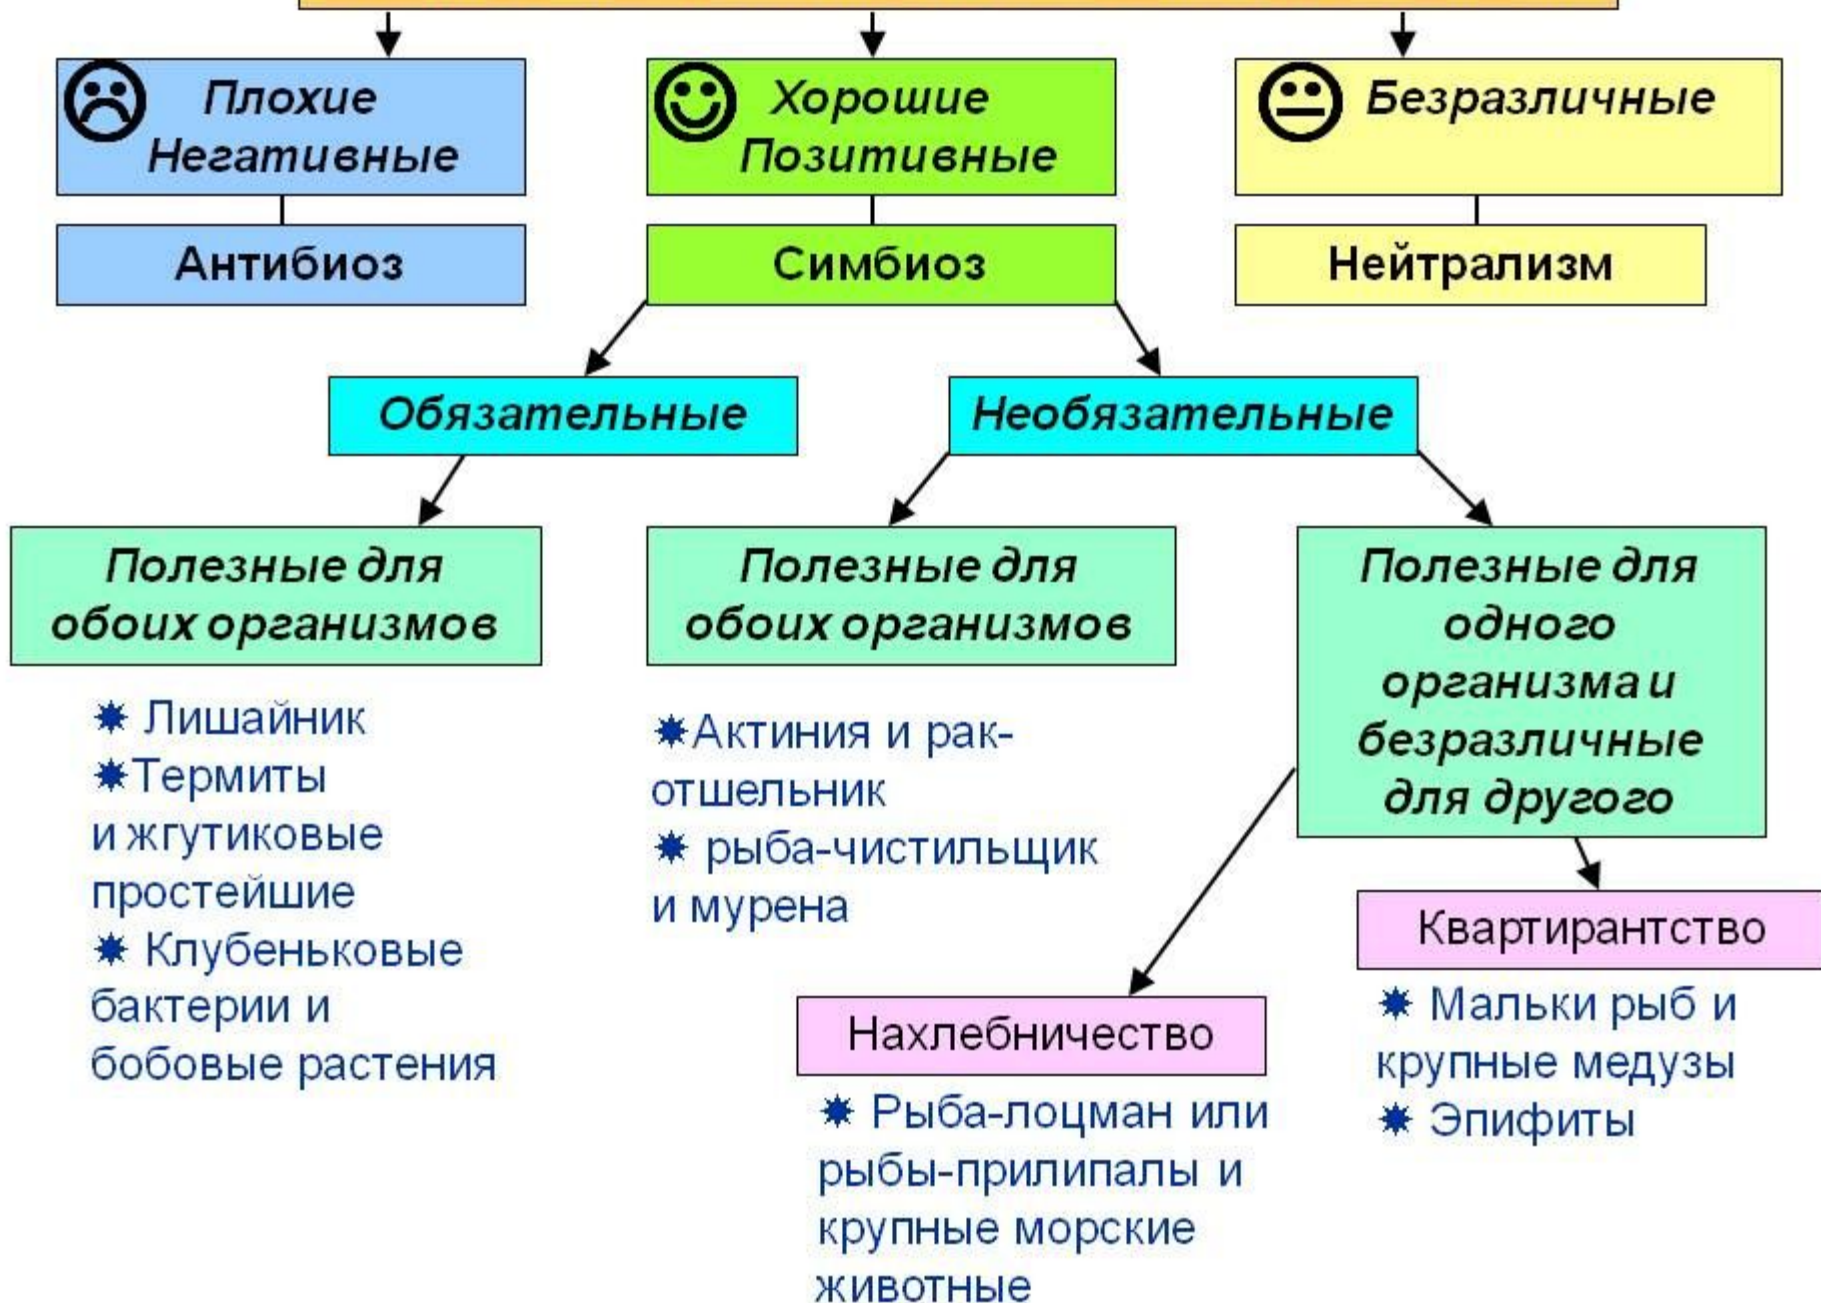 Плохие
Негативные
Хорошие
Позитивные
Безразличные
Антибиоз
Симбиоз
Нейтрализм
Обязательные
Необязательные
Полезные для
обоих организмов
Полезные для
обоих организмов
Полезные для
одного
организма и
безразличные
для другого
✷ Лишайник
✷Термиты
и жгутиковые
простейшие
✷ Клубеньковые
бактерии и
бобовые растения
✷Актиния и рак-
отшельник
✷ рыба-чистильщик
и мурена
Нахлебничество
✷ Рыба-лоцман или
рыбы-прилипалы и
крупные морские
животные
Квартирантство
✷ Мальки рыб и
крупные медузы
✷ Эпифиты